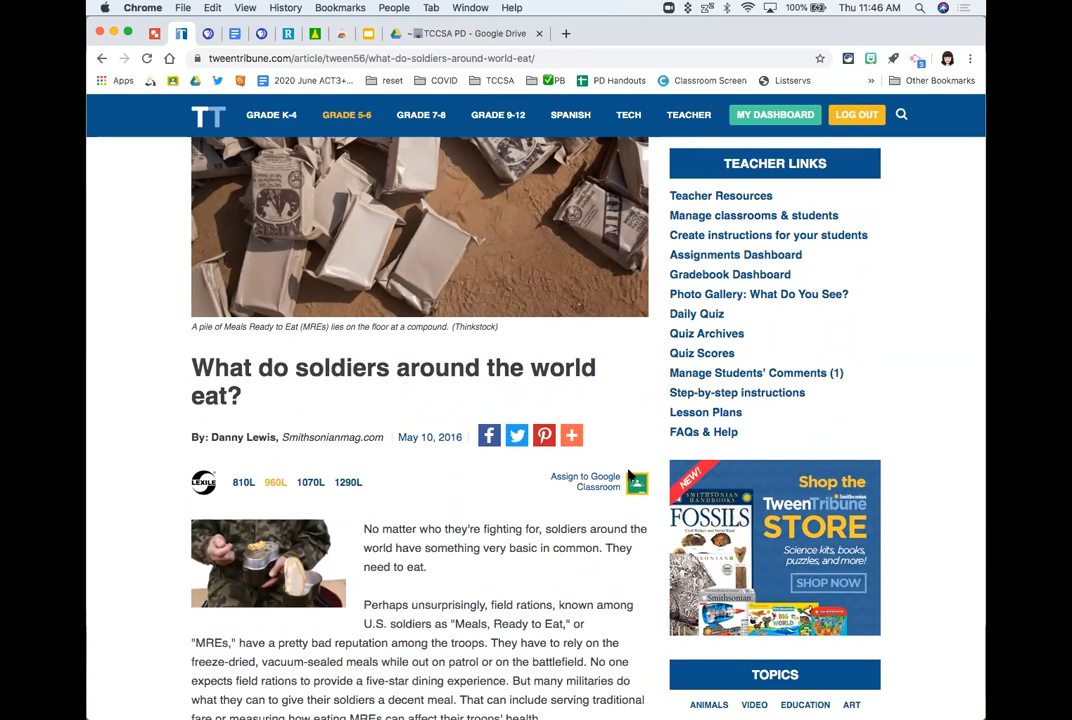 Chrome File Edit View History Bookmarks People Tab Window Help 100% Thu 11:46 AM
TCCSA PD - Google Drive
tweentribune.com/article/tween56/what-do-soldiers-around-world-eat/
Apps 2020 June ACT3+... reset COVID TCCSA PB PD Handouts Classroom Screen Listservs » Other Bookmarks
TT GRADE K-4 GRADE 5-6 GRADE 7-8 GRADE 9-12 SPANISH TECH TEACHER MY DASHBOARD LOG OUT
MRE
A pile of Meals Ready to Eat (MREs) lies on the floor at a compound. (Thinkstock)
What do soldiers around the world
eat?
By: Danny Lewis, Smithsonianmag.com May 10, 2016
LEXILE 810L 960L 1070L 1290L
Assign to Google
Classroom
No matter who they're fighting for, soldiers around the
world have something very basic in common. They
need to eat.
Perhaps unsurprisingly, field rations, known among
U.S. soldiers as "Meals, Ready to Eat," or
"MREs," have a pretty bad reputation among the troops. They have to rely on the
freeze-dried, vacuum-sealed meals while out on patrol or on the battlefield. No one
expects field rations to provide a five-star dining experience. But many militaries do
what they can to give their soldiers a decent meal. That can include serving traditional
fare or measuring how eating MREs can affect their troops' health.
TEACHER LINKS
Teacher Resources
Manage classrooms & students
Create instructions for your students
Assignments Dashboard
Gradebook Dashboard
Photo Gallery: What Do You See?
Daily Quiz
Quiz Archives
Quiz Scores
Manage Students' Comments (1)
Step-by-step instructions
Lesson Plans
FAQs & Help
NEW!
SMITHSONIAN
HANDBOOKS
FOSSILS
Shop the
TweenTribune
STORE
Science kits, books,
puzzles, and more!
SHOP NOW
TOPICS
ANIMALS VIDEO EDUCATION ART